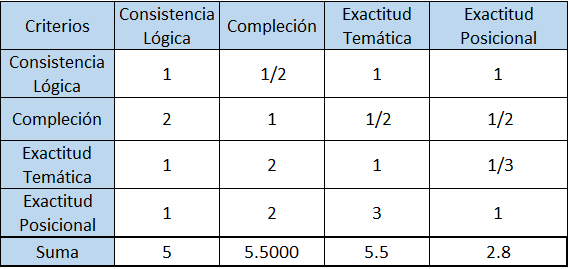 Criterios Consistencia Lógica Compleción Exactitud Temática Exactitud Posicional
Consistencia Lógica 1 1/2 1 1
Compleción 2 1 1/2 1/2
Exactitud Temática 1 2 1 1/3
Exactitud Posicional 1 2 3 1
Suma 5 5.5000 5.5 2.8